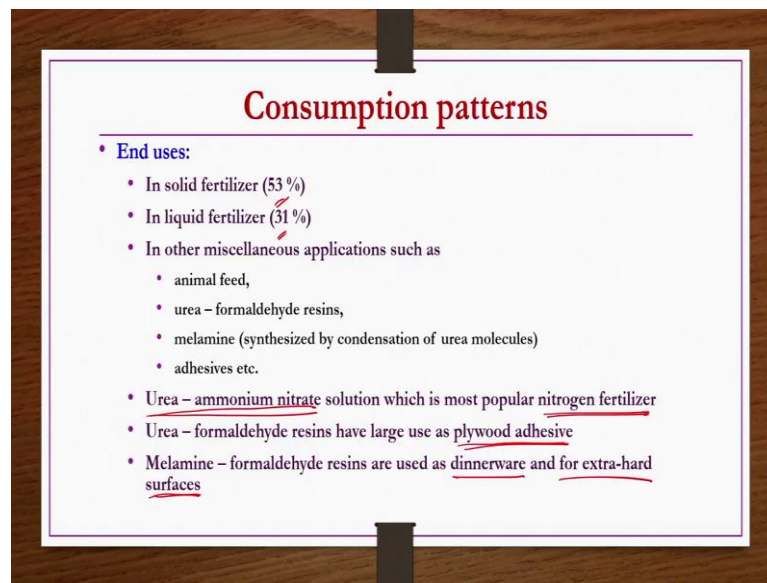 Consumption patterns
• End uses:
• In solid fertilizer (53 %)
• In liquid fertilizer (31 %)
• In other miscellaneous applications such as
• animal feed,
• urea – formaldehyde resins,
• melamine (synthesized by condensation of urea molecules)
• adhesives etc.
• Urea – ammonium nitrate solution which is most popular nitrogen fertilizer
• Urea – formaldehyde resins have large use as plywood adhesive
• Melamine – formaldehyde resins are used as dinnerware and for extra-hard
surfaces